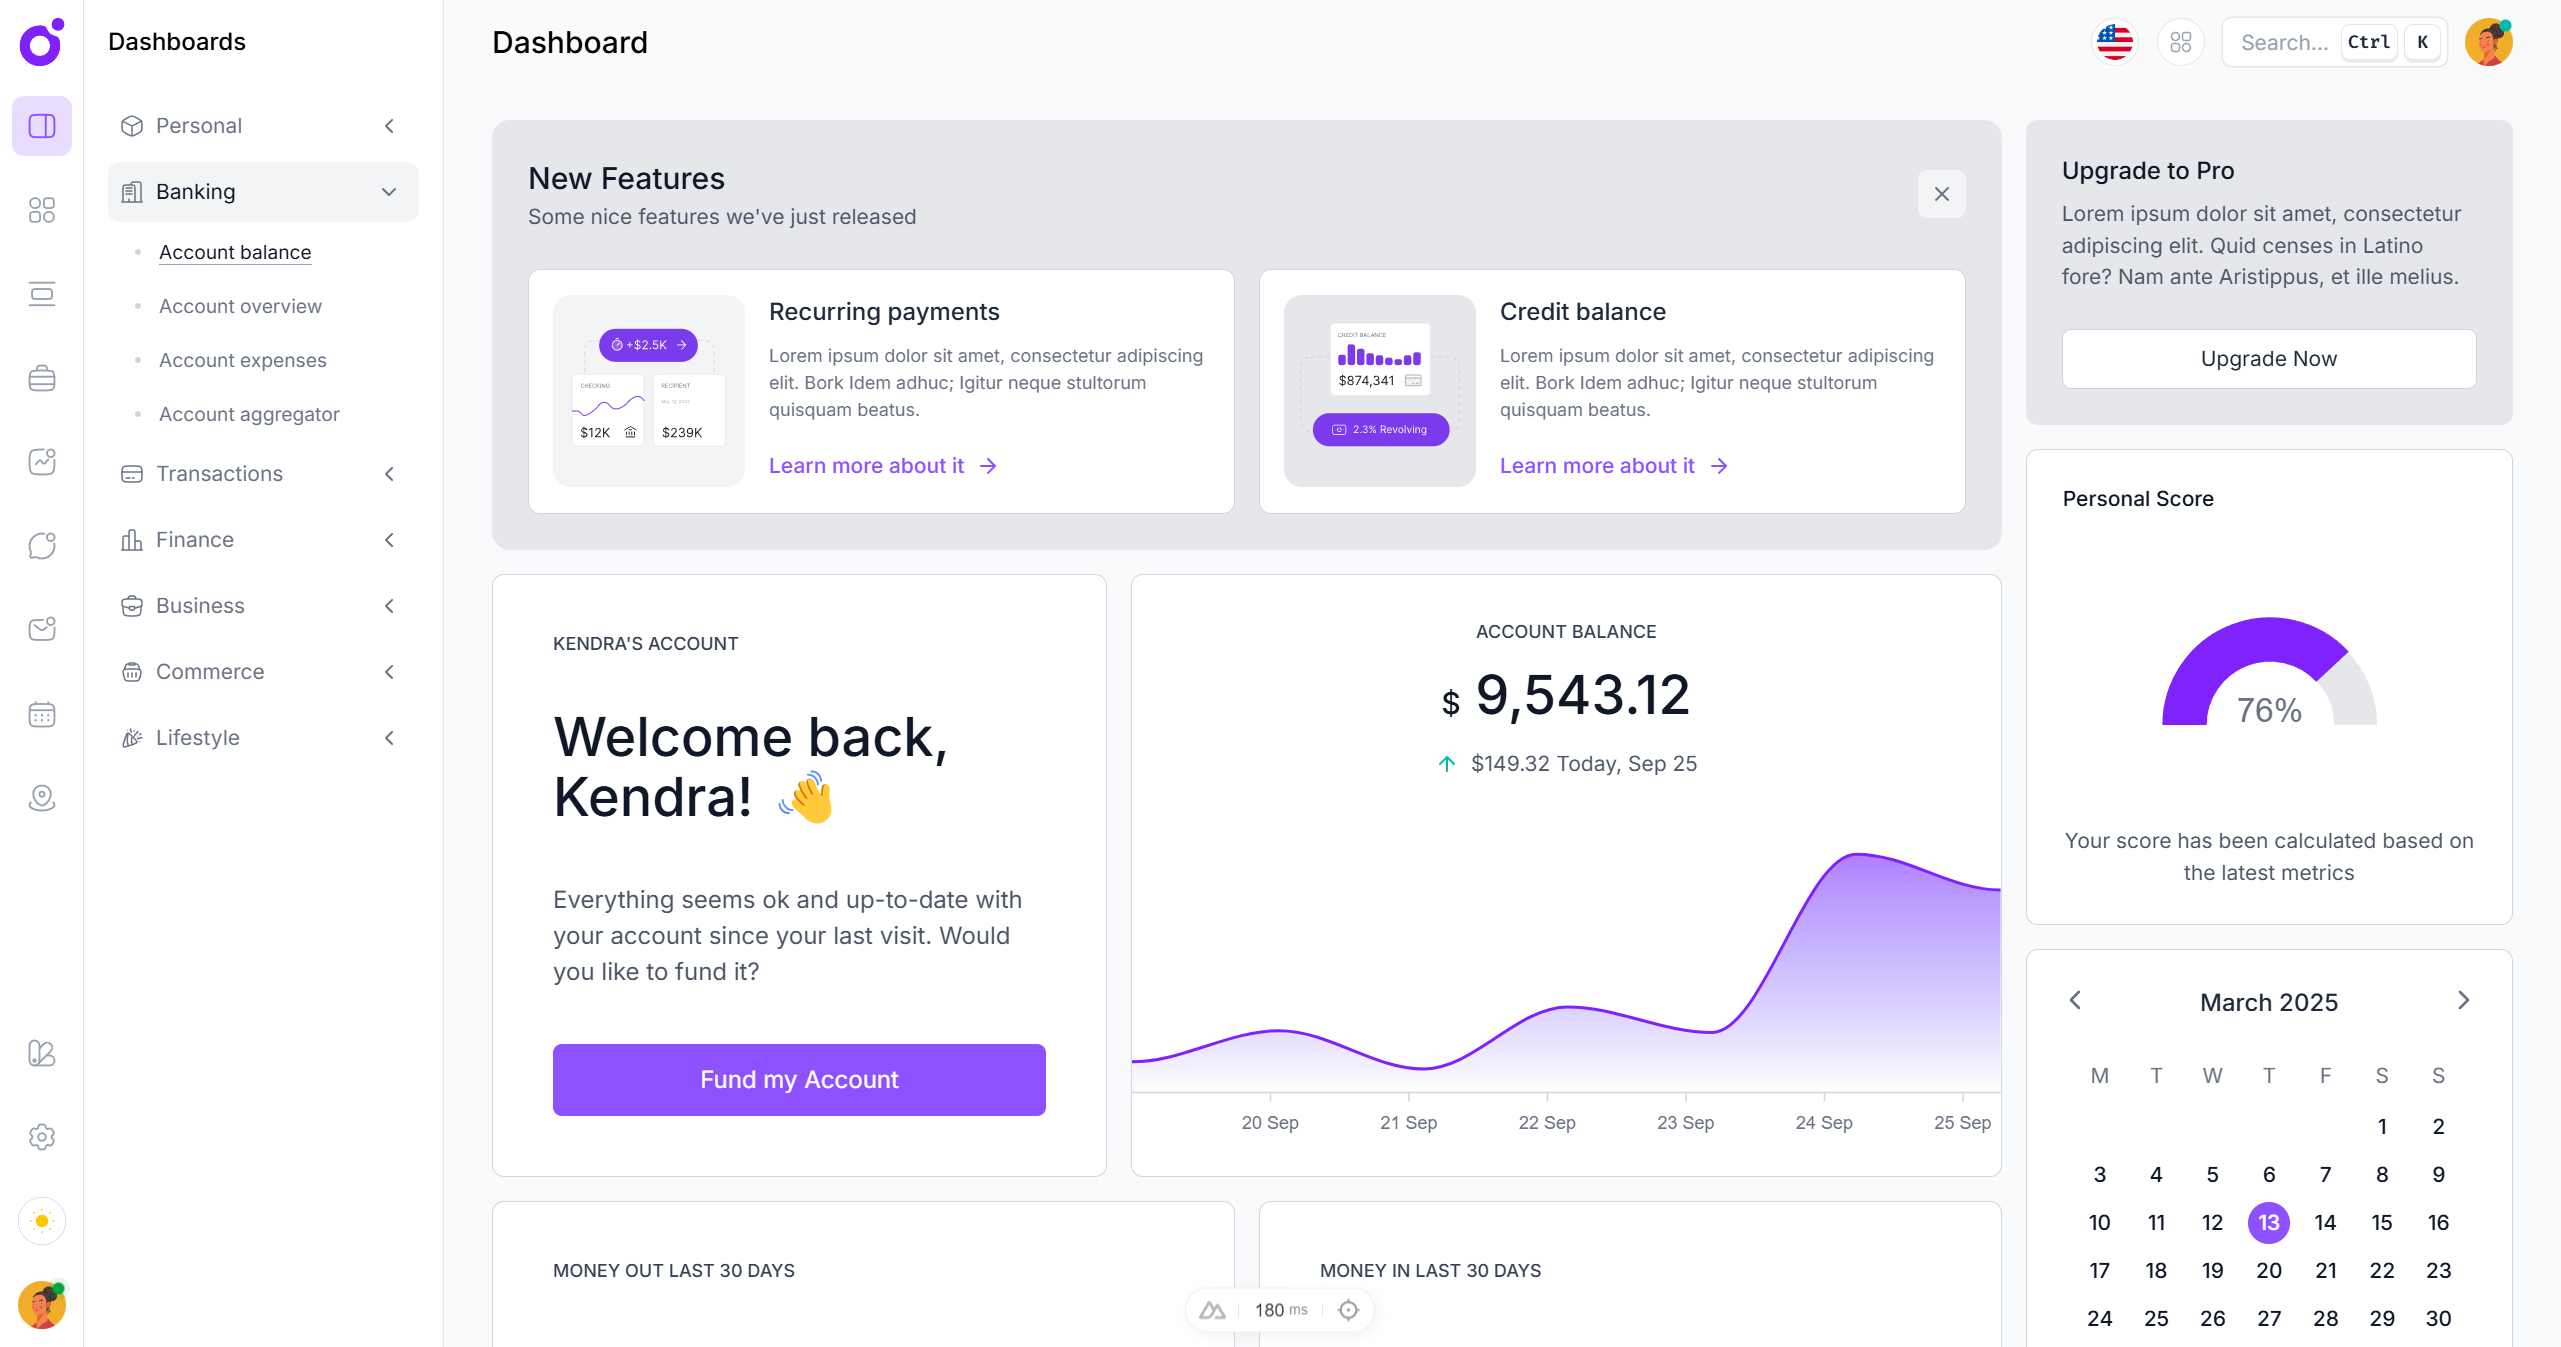 Dashboards
Personal
Banking
Account balance
Account overview
Account expenses
Account aggregator
Transactions
Finance
Business
Commerce
Lifestyle
Dashboard
Search...
Ctrl
K
New Features
Some nice features we've just released
+$2.5K
CHECKING
$12K
RECIPIENT
$239K
Recurring payments
Lorem ipsum dolor sit amet, consectetur adipiscing
elit. Bork Idem adhuc; Igitur neque stultorum
quisquam beatus.
Learn more about it
CREDIT BALANCE
$874,341
2.3% Revolving
Credit balance
Lorem ipsum dolor sit amet, consectetur adipiscing
elit. Bork Idem adhuc; Igitur neque stultorum
quisquam beatus.
Learn more about it
Upgrade to Pro
Lorem ipsum dolor sit amet, consectetur
adipiscing elit. Quid censes in Latino
fore? Nam ante Aristippus, et ille melius.
Upgrade Now
KENDRA'S ACCOUNT
Welcome back,
Kendra! 👋
Everything seems ok and up-to-date with
your account since your last visit. Would
you like to fund it?
Fund my Account
ACCOUNT BALANCE
$ 9,543.12
$149.32 Today, Sep 25
20 Sep 21 Sep 22 Sep 23 Sep 24 Sep 25 Sep
Personal Score
76%
Your score has been calculated based on
the latest metrics
March 2025
M T W T F S S
1 2
3 4 5 6 7 8 9
10 11 12 13 14 15 16
17 18 19 20 21 22 23
24 25 26 27 28 29 30
MONEY OUT LAST 30 DAYS
MONEY IN LAST 30 DAYS
180 ms